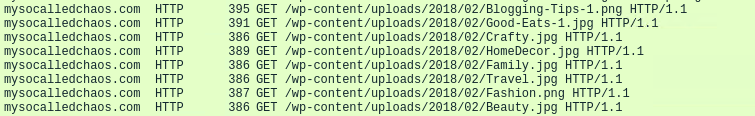 mysocalledchaos.com HTTP 395 GET /wp-content/uploads/2018/02/Blogging-Tips-1.png HTTP/1.1
mysocalledchaos.com HTTP 391 GET /wp-content/uploads/2018/02/Good-Eats-1.jpg HTTP/1.1
mysocalledchaos.com HTTP 386 GET /wp-content/uploads/2018/02/Crafty.jpg HTTP/1.1
mysocalledchaos.com HTTP 389 GET /wp-content/uploads/2018/02/HomeDecor.jpg HTTP/1.1
mysocalledchaos.com HTTP 386 GET /wp-content/uploads/2018/02/Family.jpg HTTP/1.1
mysocalledchaos.com HTTP 386 GET /wp-content/uploads/2018/02/Travel.jpg HTTP/1.1
mysocalledchaos.com HTTP 387 GET /wp-content/uploads/2018/02/Fashion.png HTTP/1.1
mysocalledchaos.com HTTP 386 GET /wp-content/uploads/2018/02/Beauty.jpg HTTP/1.1